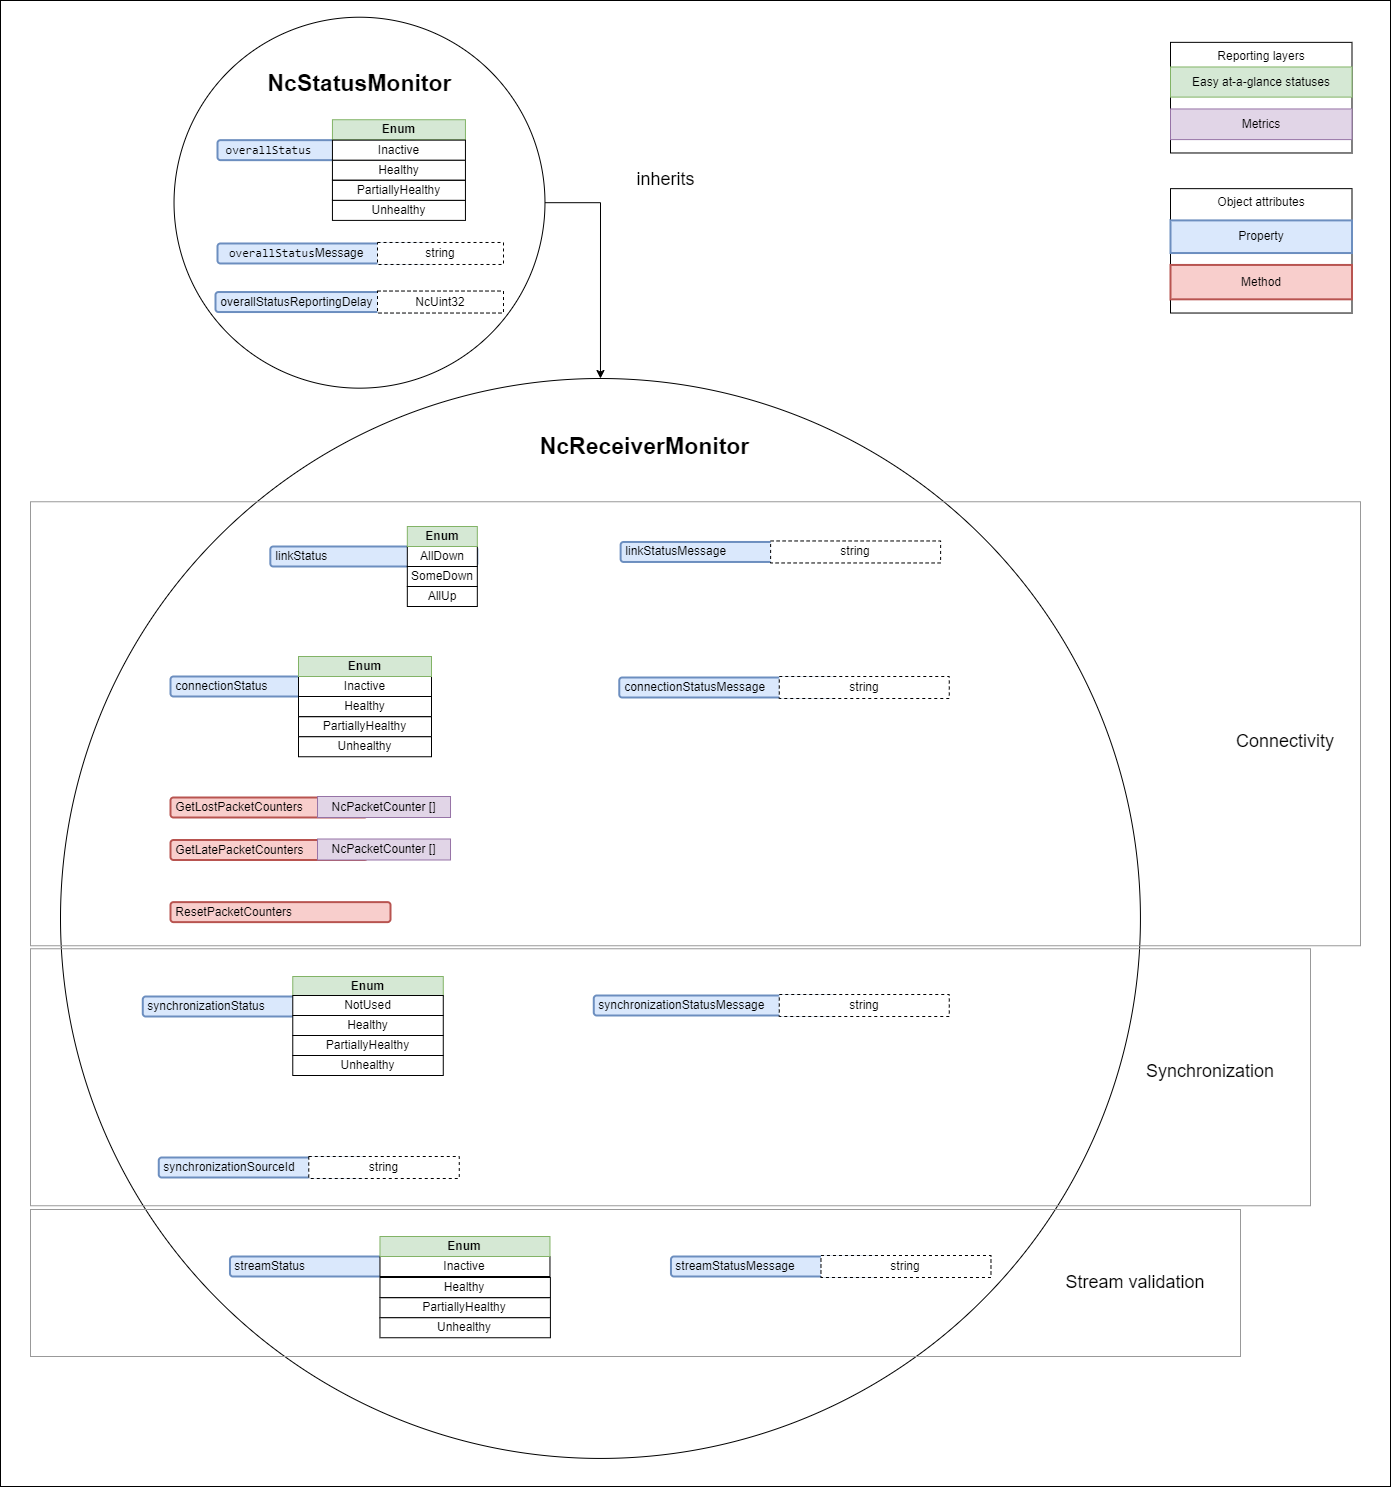 NcStatusMonitor
Enum
overallStatus
Inactive
Healthy
PartiallyHealthy
Unhealthy
overallStatusMessage
string
overallStatusReportingDelay
NcUint32
inherits
Reporting layers
Easy at-a-glance statuses
Metrics
Object attributes
Property
Method
NcReceiverMonitor
Enum
linkStatus
AllDown
SomeDown
AllUp
linkStatusMessage
string
Enum
connectionStatus
Inactive
Healthy
PartiallyHealthy
Unhealthy
connectionStatusMessage
string
Connectivity
GetLostPacketCounters
NcPacketCounter []
GetLatePacketCounters
NcPacketCounter []
ResetPacketCounters
Enum
synchronizationStatus
NotUsed
Healthy
PartiallyHealthy
Unhealthy
synchronizationStatusMessage
string
Synchronization
synchronizationSourceId
string
Enum
streamStatus
Inactive
Healthy
PartiallyHealthy
Unhealthy
streamStatusMessage
string
Stream validation